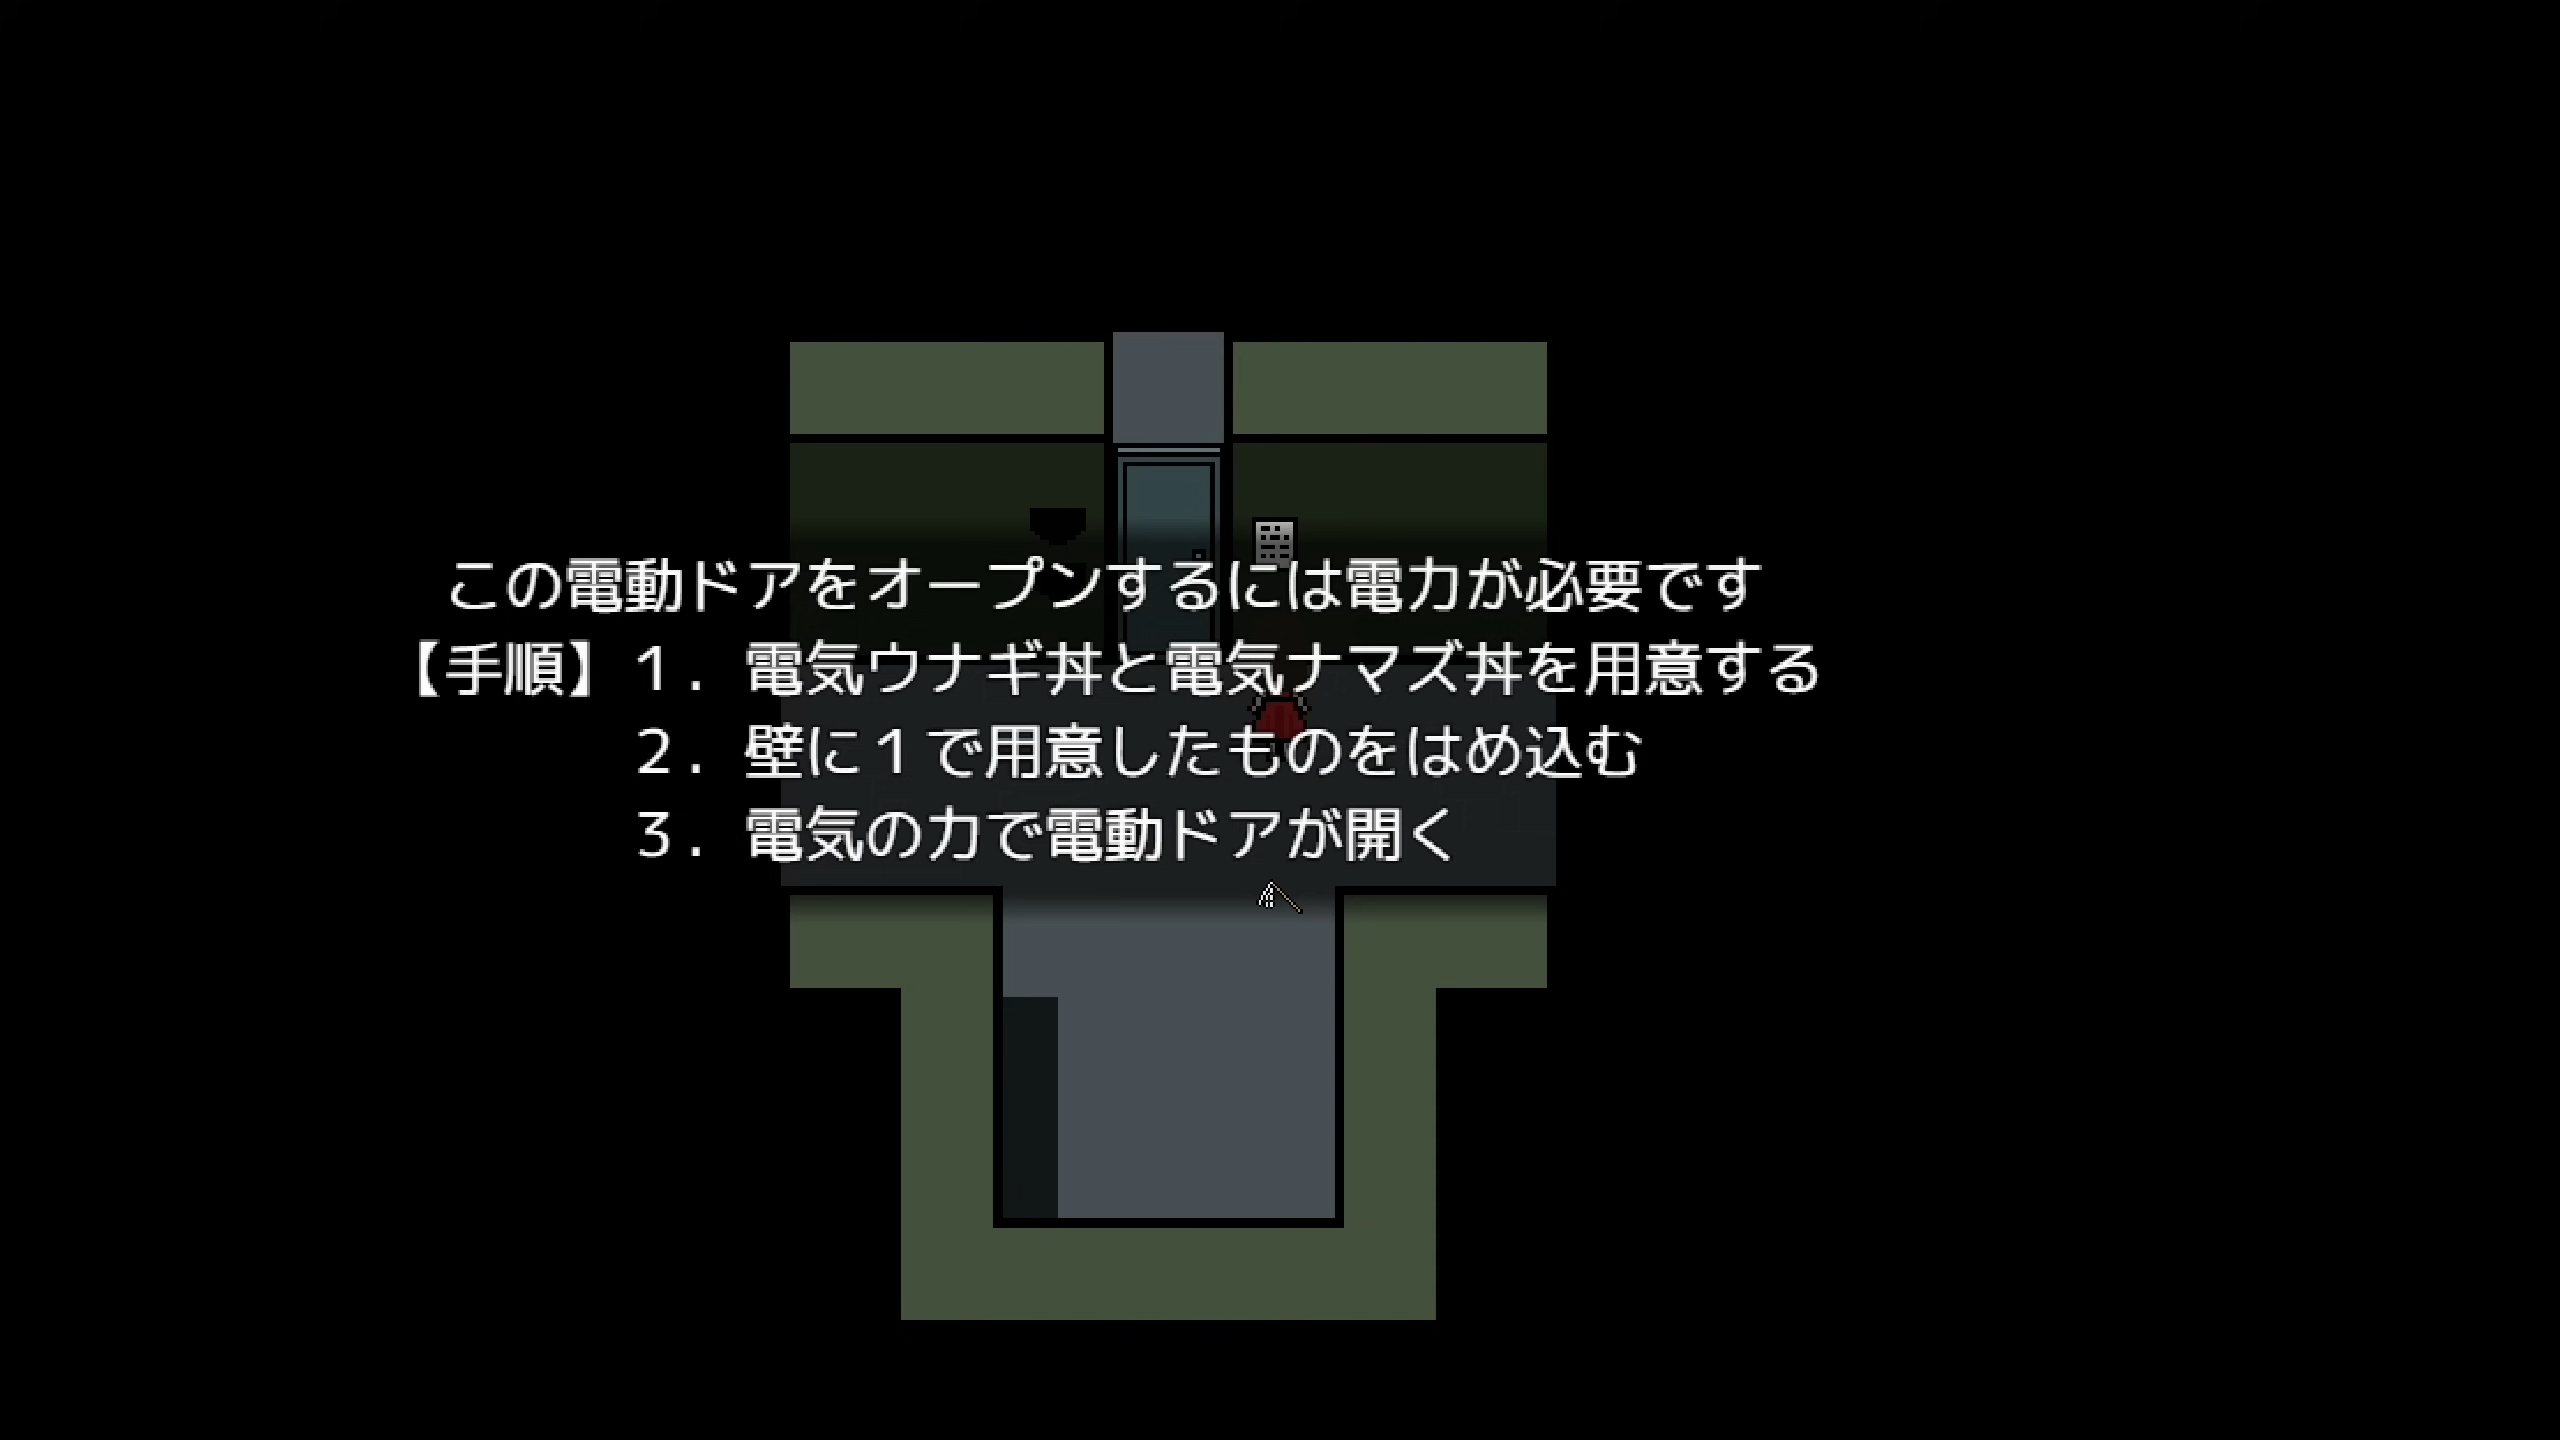 この電動ドアをオープンするには電力が必要です
【手順】１．電気ウナギ丼と電気ナマズ丼を用意する
２．壁に１で用意したものをはめ込む
３．電気の力で電動ドアが開く